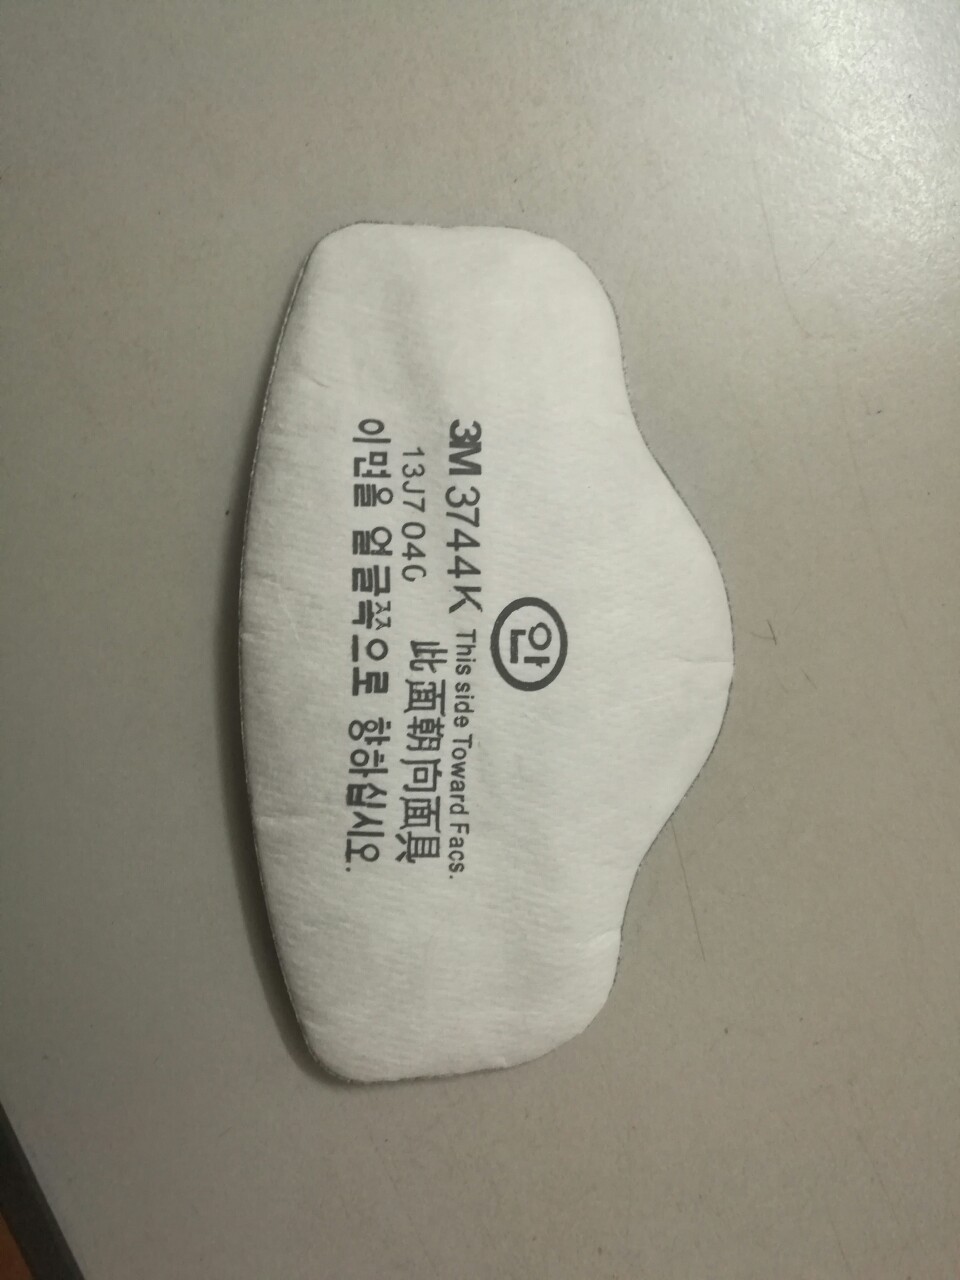 안
3M 3744K This side Toward Facs.
13J7 04C 此面朝向面具
이면을 얼굴쪽으로 향하십시오.